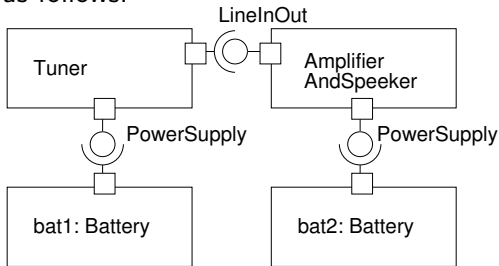 as follows:
LineInOut
Tuner
Amplifier
AndSpeeker
PowerSupply
PowerSupply
bat1: Battery
bat2: Battery